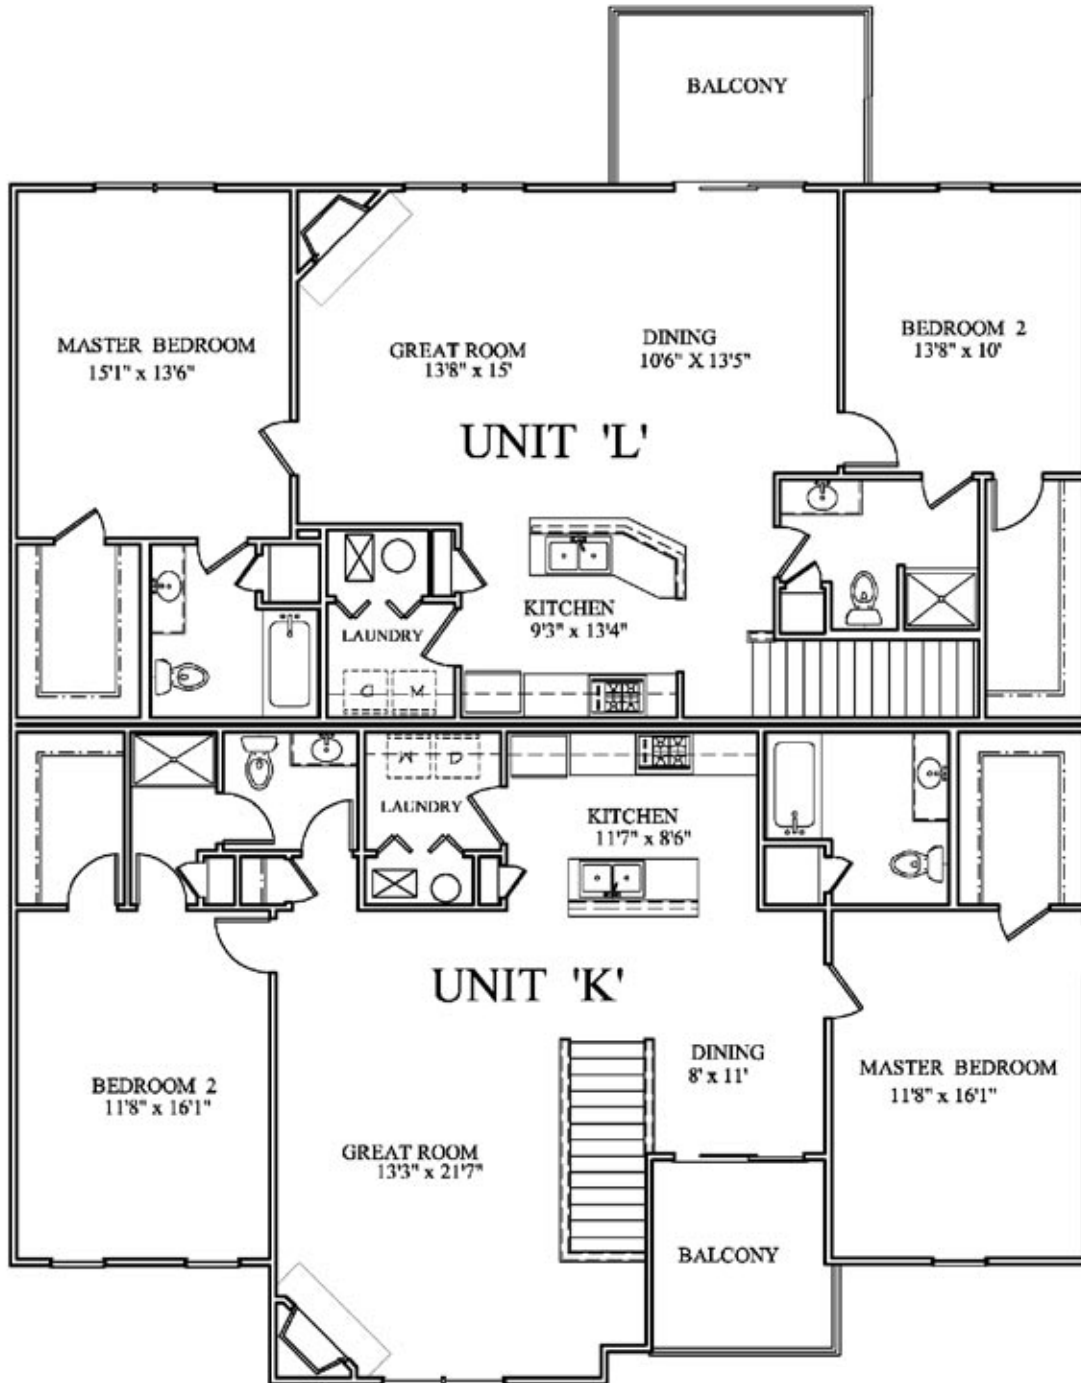 BALCONY
MASTER BEDROOM
15'1" x 13'6"
GREAT ROOM
13'8" x 15'
DINING
10'6" X 13'5"
BEDROOM 2
13'8" x 10'
UNIT 'L'
KITCHEN
9'3" x 13'4"
LAUNDRY
W D
LAUNDRY
KITCHEN
11'7" x 8'6"
UNIT 'K'
DINING
8' x 11'
MASTER BEDROOM
11'8" x 16'1"
BEDROOM 2
11'8" x 16'1"
GREAT ROOM
13'3" x 21'7"
BALCONY